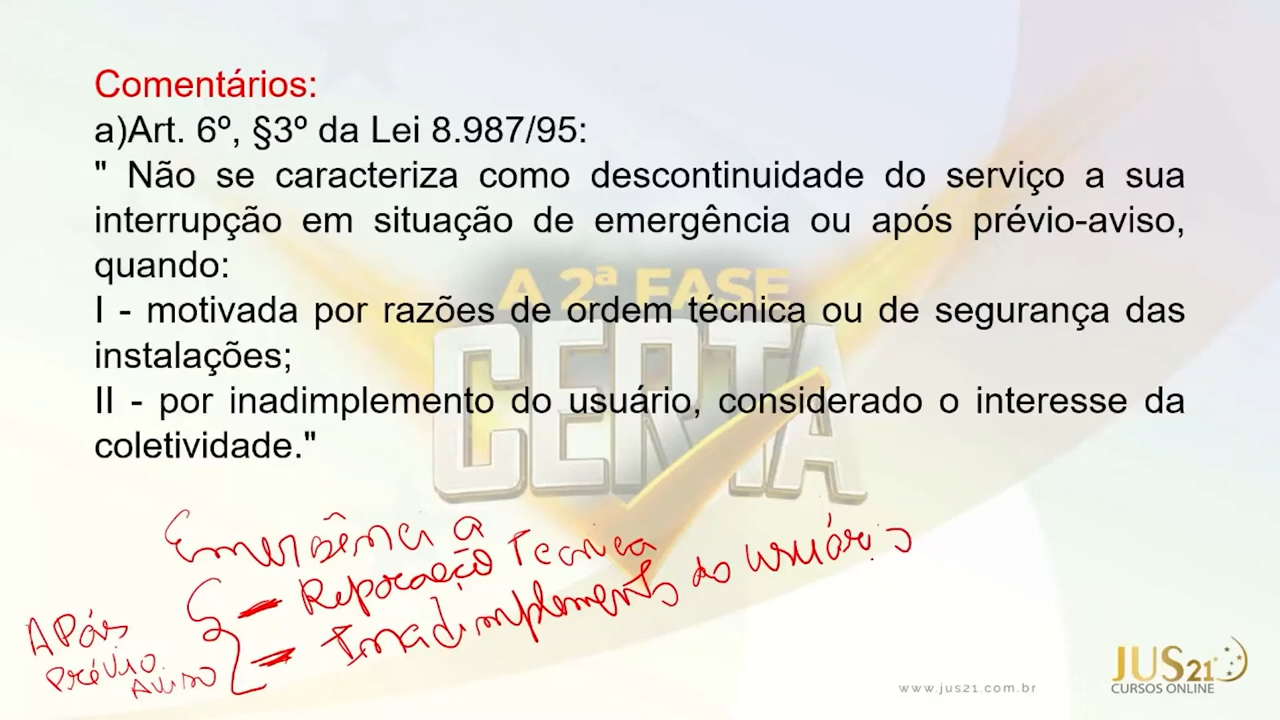 Comentários:
a)Art. 6º, §3º da Lei 8.987/95:
" Não se caracteriza como descontinuidade do serviço a sua
interrupção em situação de emergência ou após prévio-aviso,
quando:
I - motivada por razões de ordem técnica ou de segurança das
instalações;
II - por inadimplemento do usuário, considerado o interesse da
coletividade."
A 2ª FASE
CERTA
Emergência
- Reparação Técnica
- Inadimplemento do usuário
Após
Prévio
Aviso
JUS21
CURSOS ONLINE
www.jus21.com.br